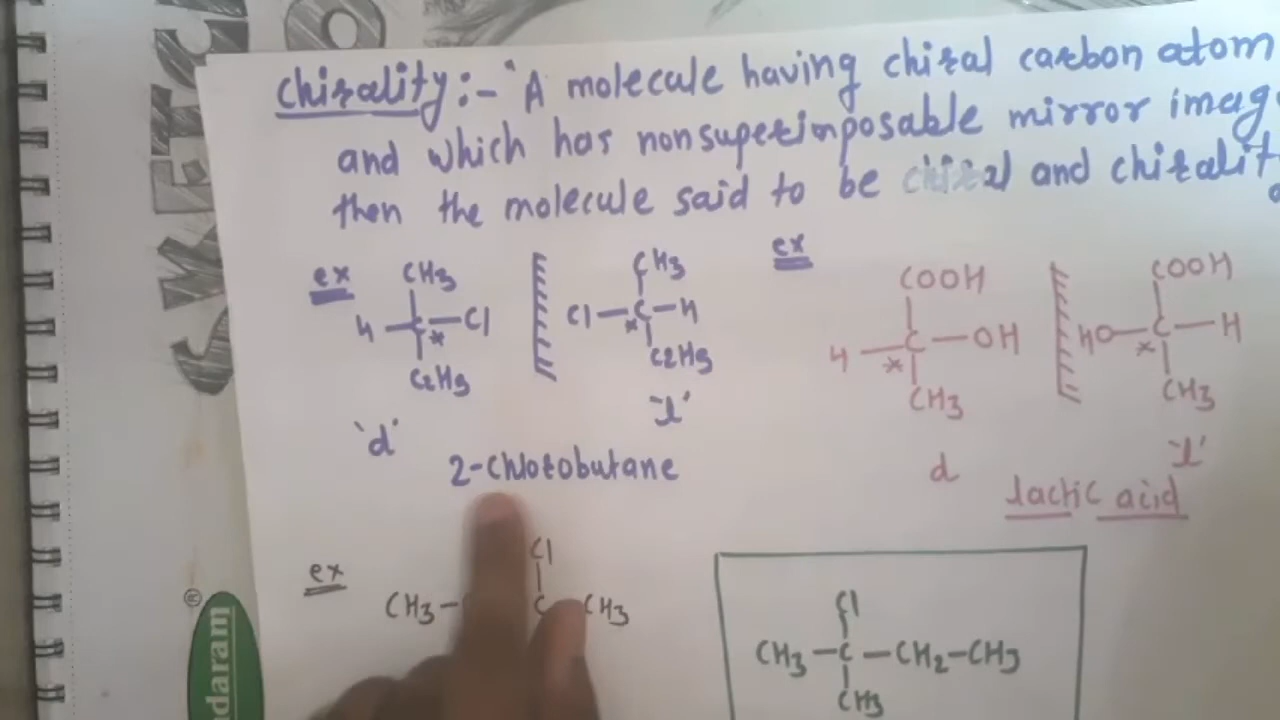 Chirality:- "A molecule having chiral carbon atom
and which has nonsuperimposable mirror imag
then the molecule said to be chiral and chiralit
ex
CH3
H-C-Cl
*
C2H5
'd'
CH3
Cl-C-H
*
C2H5
'l'
2-chlorobutane
ex
COOH
H-C-OH
*
CH3
d
COOH
HO-C-H
*
CH3
'l'
lactic acid
ex
Cl
CH3-
C-CH3
Cl
CH3-C-CH2-CH3
CH3
SKETCH
®
ndaram